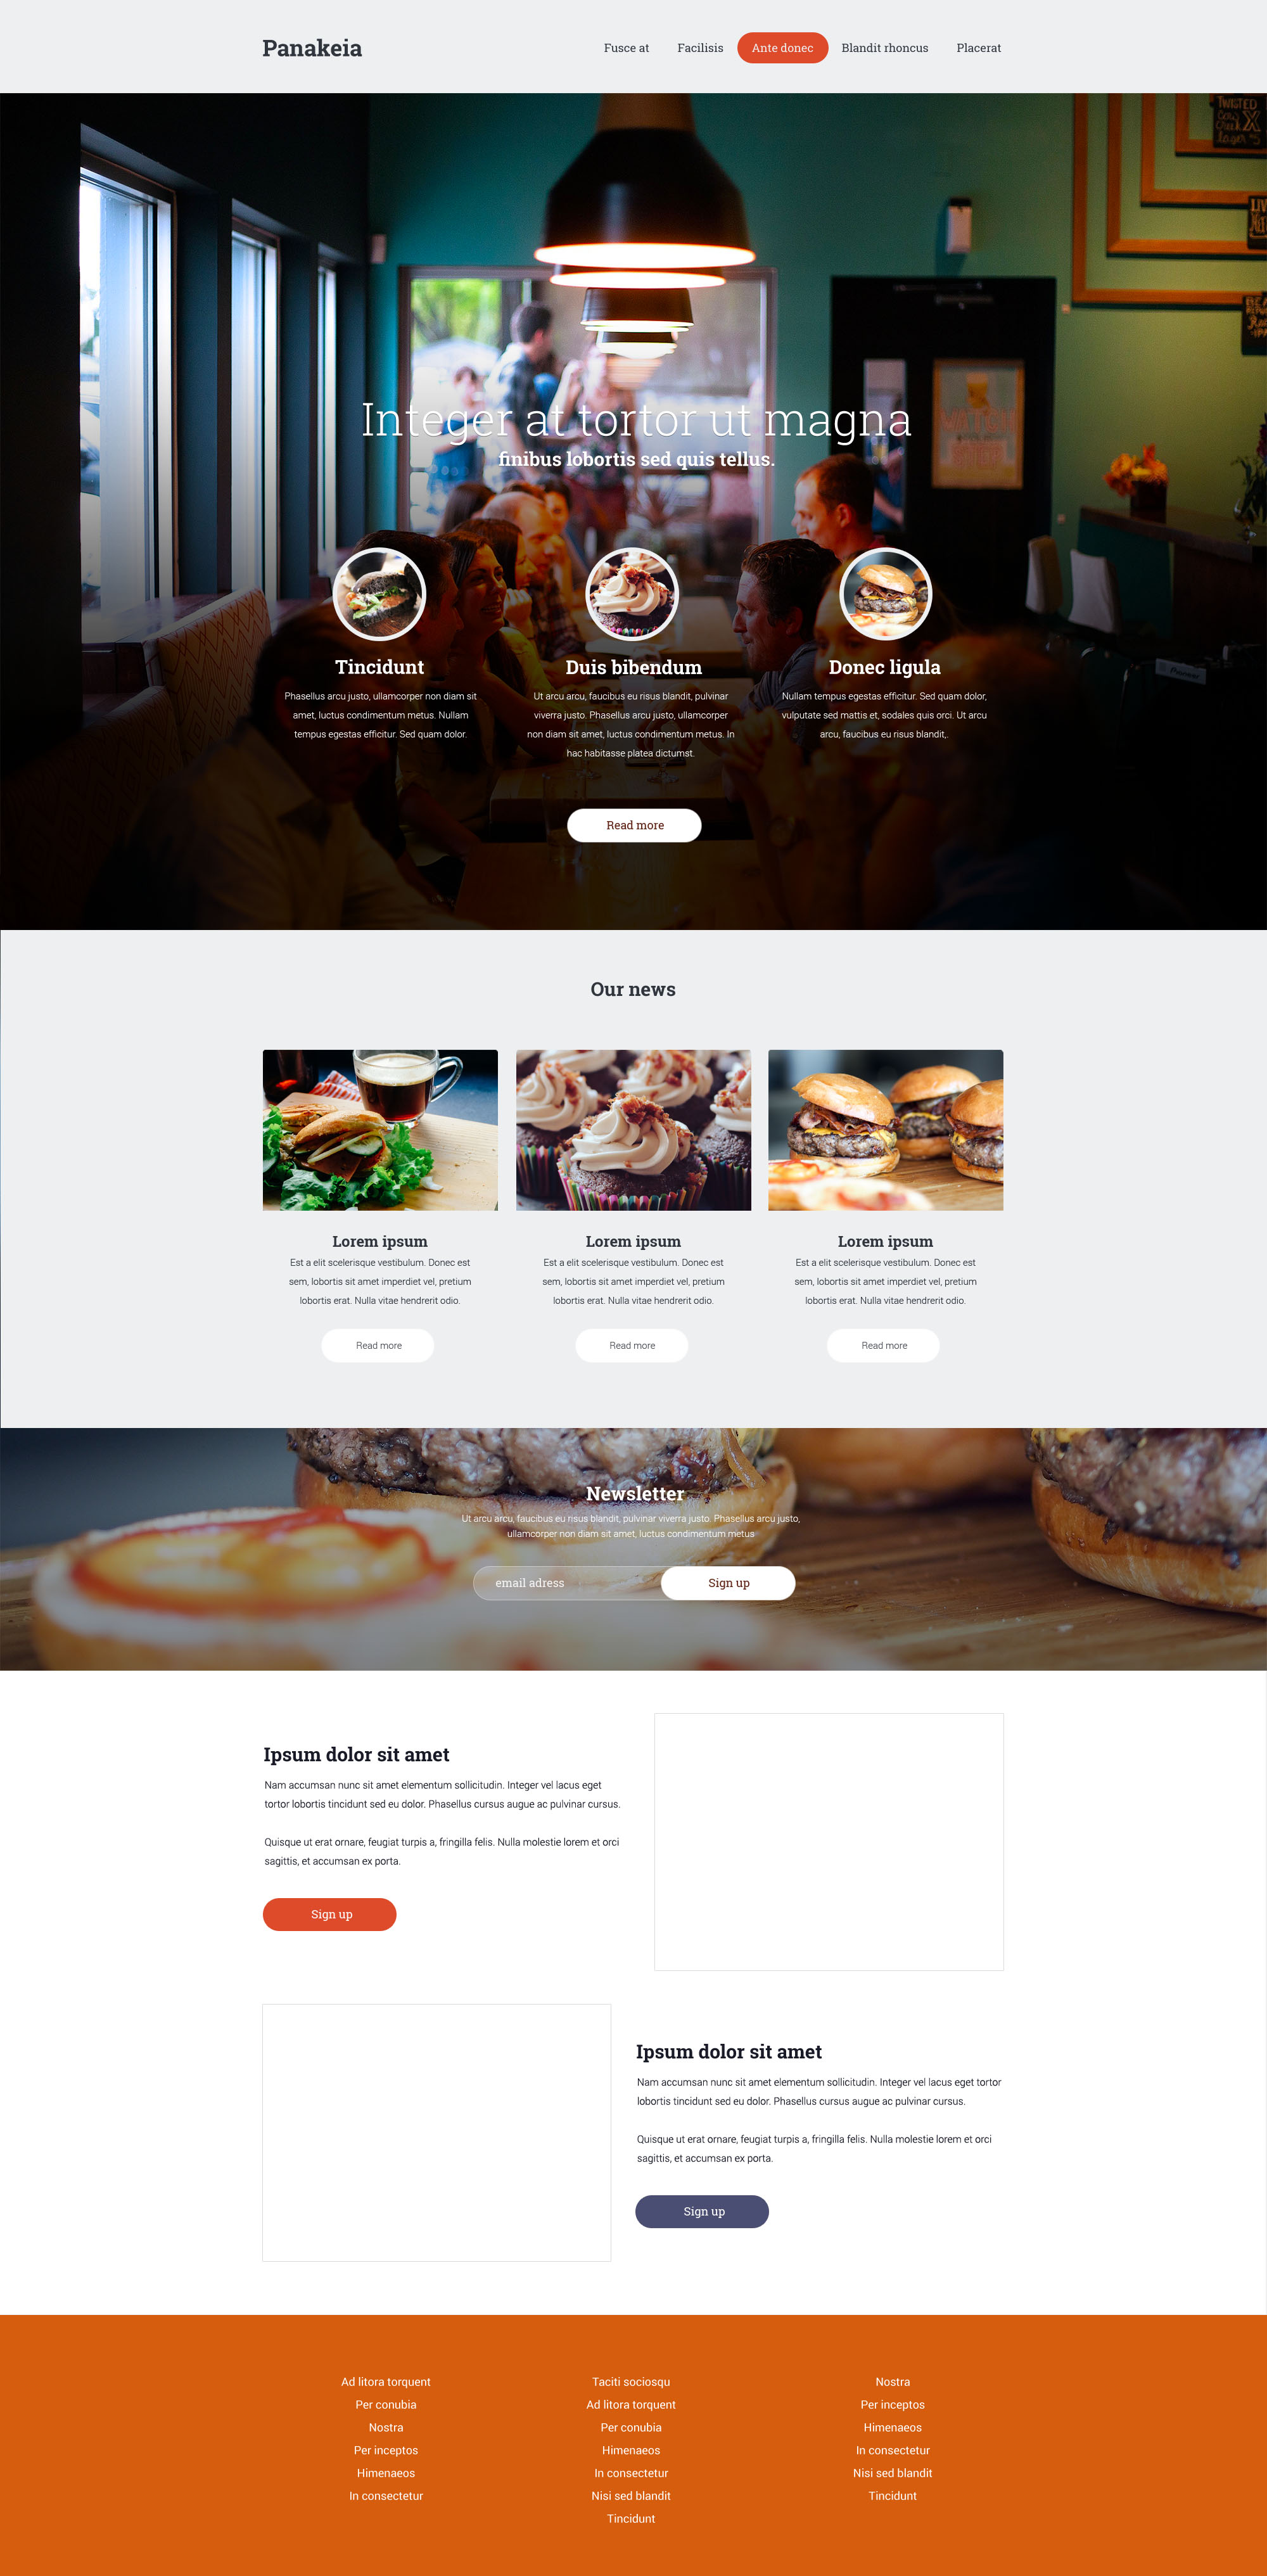 Panakeia
Fusce at
Facilisis
Ante donec
Blandit rhoncus
Placerat
TWISTED
X
Integer at tortor ut magna
finibus lobortis sed quis tellus.
Tincidunt
Phasellus arcu justo, ullamcorper non diam sit
amet, luctus condimentum metus. Nullam
tempus egestas efficitur. Sed quam dolor.
Duis bibendum
Ut arcu arcu, faucibus eu risus blandit, pulvinar
viverra justo. Phasellus arcu justo, ullamcorper
non diam sit amet, luctus condimentum metus. In
hac habitasse platea dictumst.
Donec ligula
Nullam tempus egestas efficitur. Sed quam dolor,
vulputate sed mattis et, sodales quis orci. Ut arcu
arcu, faucibus eu risus blandit,.
Read more
Our news
Lorem ipsum
Est a elit scelerisque vestibulum. Donec est
sem, lobortis sit amet imperdiet vel, pretium
lobortis erat. Nulla vitae hendrerit odio.
Read more
Lorem ipsum
Est a elit scelerisque vestibulum. Donec est
sem, lobortis sit amet imperdiet vel, pretium
lobortis erat. Nulla vitae hendrerit odio.
Read more
Lorem ipsum
Est a elit scelerisque vestibulum. Donec est
sem, lobortis sit amet imperdiet vel, pretium
lobortis erat. Nulla vitae hendrerit odio.
Read more
Newsletter
Ut arcu arcu, faucibus eu risus blandit, pulvinar viverra justo. Phasellus arcu justo,
ullamcorper non diam sit amet, luctus condimentum metus
email adress
Sign up
Ipsum dolor sit amet
Nam accumsan nunc sit amet elementum sollicitudin. Integer vel lacus eget
tortor lobortis tincidunt sed eu dolor. Phasellus cursus augue ac pulvinar cursus.
Quisque ut erat ornare, feugiat turpis a, fringilla felis. Nulla molestie lorem et orci
sagittis, et accumsan ex porta.
Sign up
Ipsum dolor sit amet
Nam accumsan nunc sit amet elementum sollicitudin. Integer vel lacus eget tortor
lobortis tincidunt sed eu dolor. Phasellus cursus augue ac pulvinar cursus.
Quisque ut erat ornare, feugiat turpis a, fringilla felis. Nulla molestie lorem et orci
sagittis, et accumsan ex porta.
Sign up
Ad litora torquent
Per conubia
Nostra
Per inceptos
Himenaeos
In consectetur
Taciti sociosqu
Ad litora torquent
Per conubia
Himenaeos
In consectetur
Nisi sed blandit
Tincidunt
Nostra
Per inceptos
Himenaeos
In consectetur
Nisi sed blandit
Tincidunt